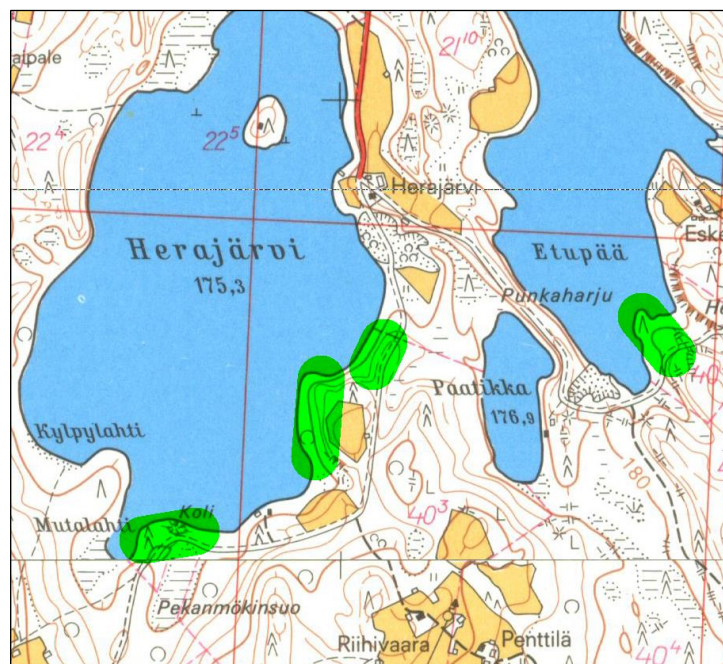 21¹⁰
aipale
22⁴
22⁵
Herajärvi
Eske
Herajärvi
175,3
Etupää
Punkaharju
Paatikka
176,9
Kylpylahti
180
Koli
40³
Mutalahti
Pekanmökinsuo
Riihivaara
Penttilä
40⁴